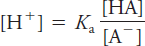 [H⁺] = Kₐ [HA]/[A⁻]